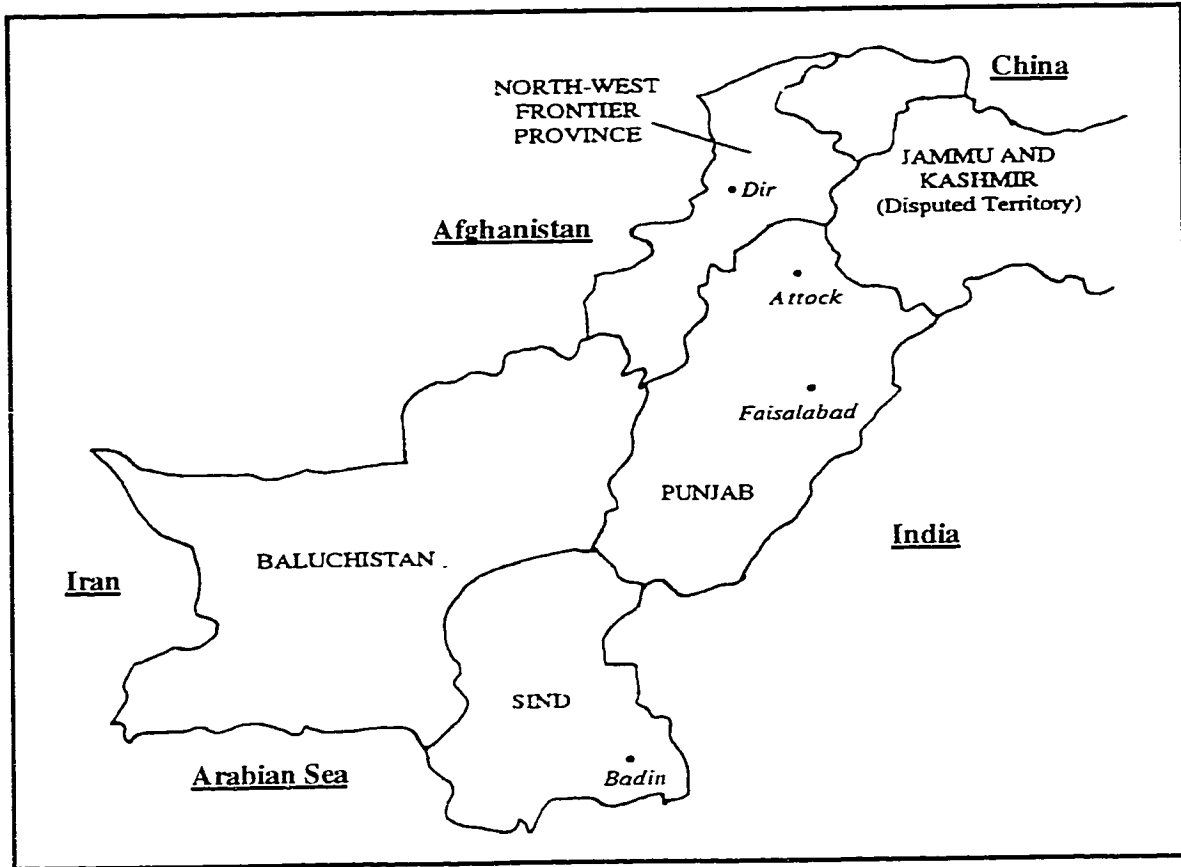 China
NORTH-WEST
FRONTIER
PROVINCE
JAMMU AND
KASHMIR
(Disputed Territory)
Dir
Afghanistan
Attock
Faisalabad
PUNJAB
India
BALUCHISTAN
Iran
SIND
Arabian Sea
Badin